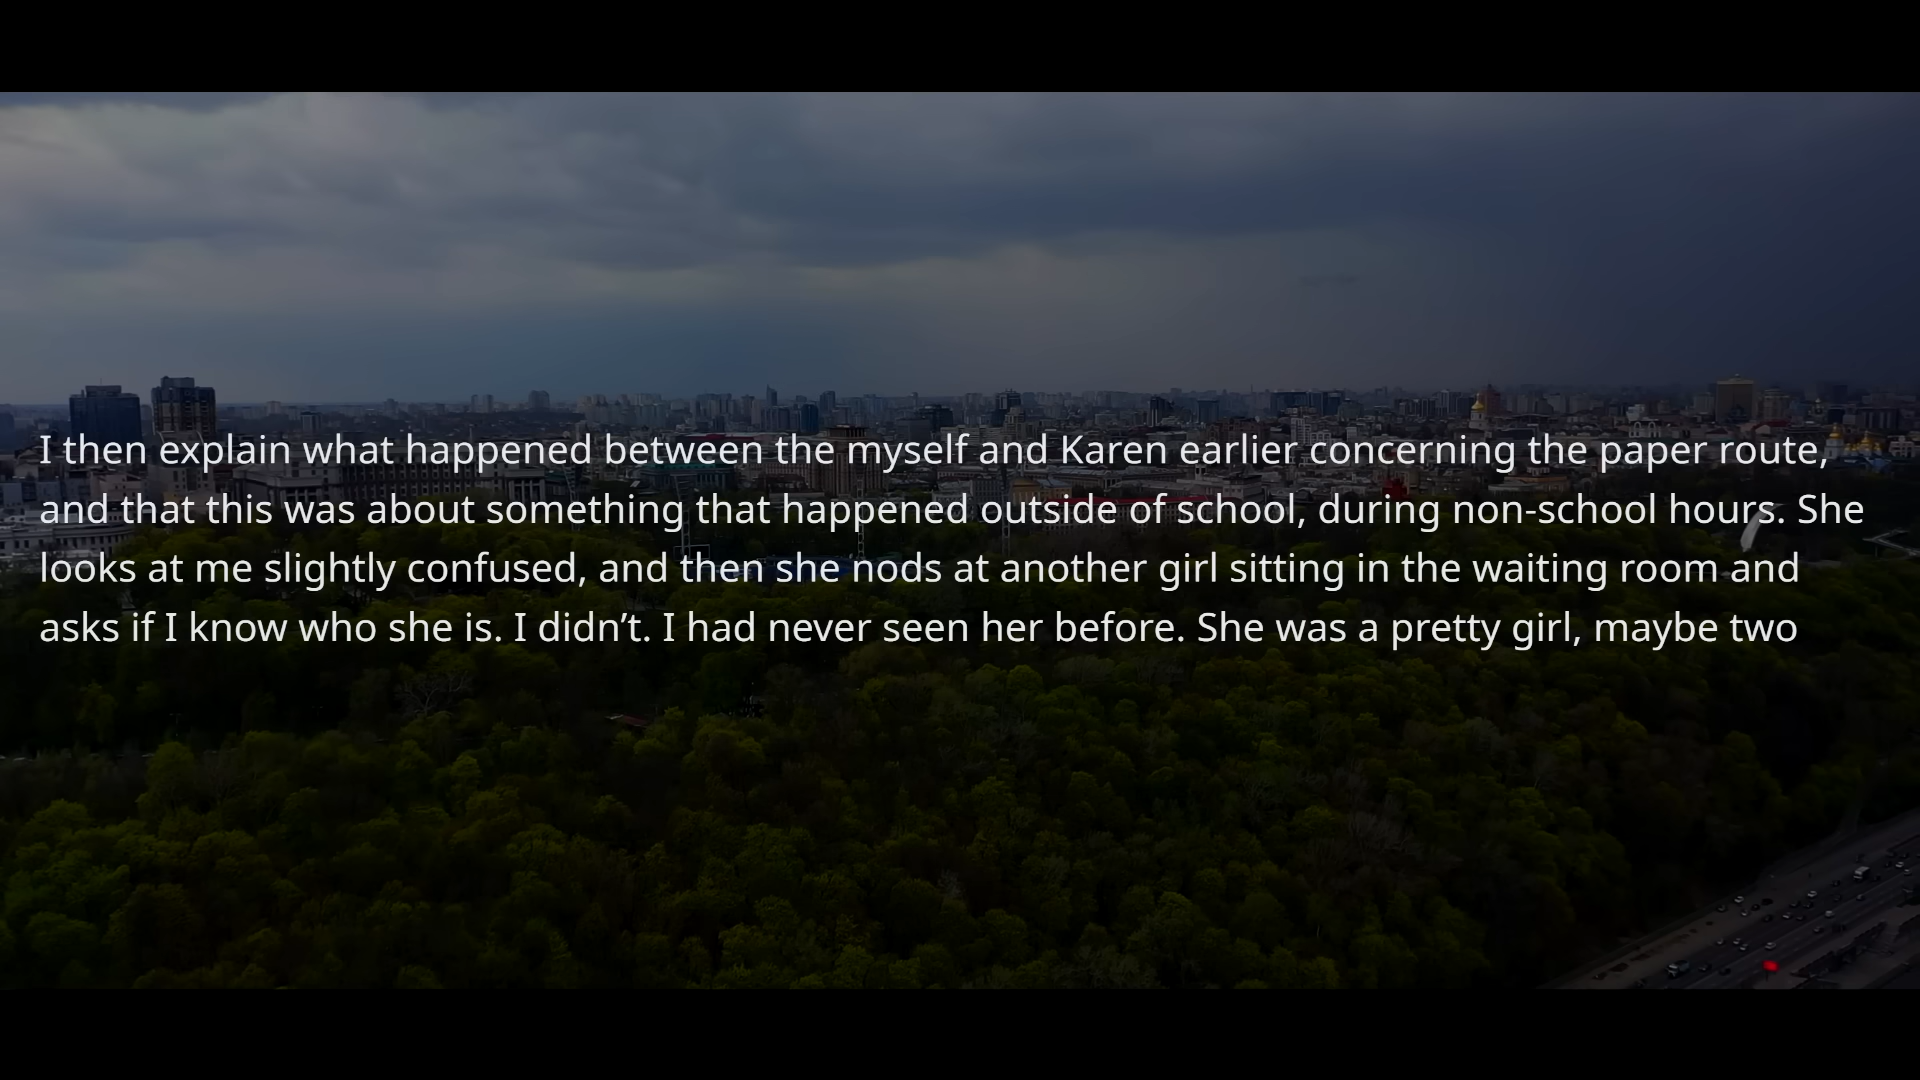 I then explain what happened between the myself and Karen earlier concerning the paper route,
and that this was about something that happened outside of school, during non-school hours. She
looks at me slightly confused, and then she nods at another girl sitting in the waiting room and
asks if I know who she is. I didn’t. I had never seen her before. She was a pretty girl, maybe two